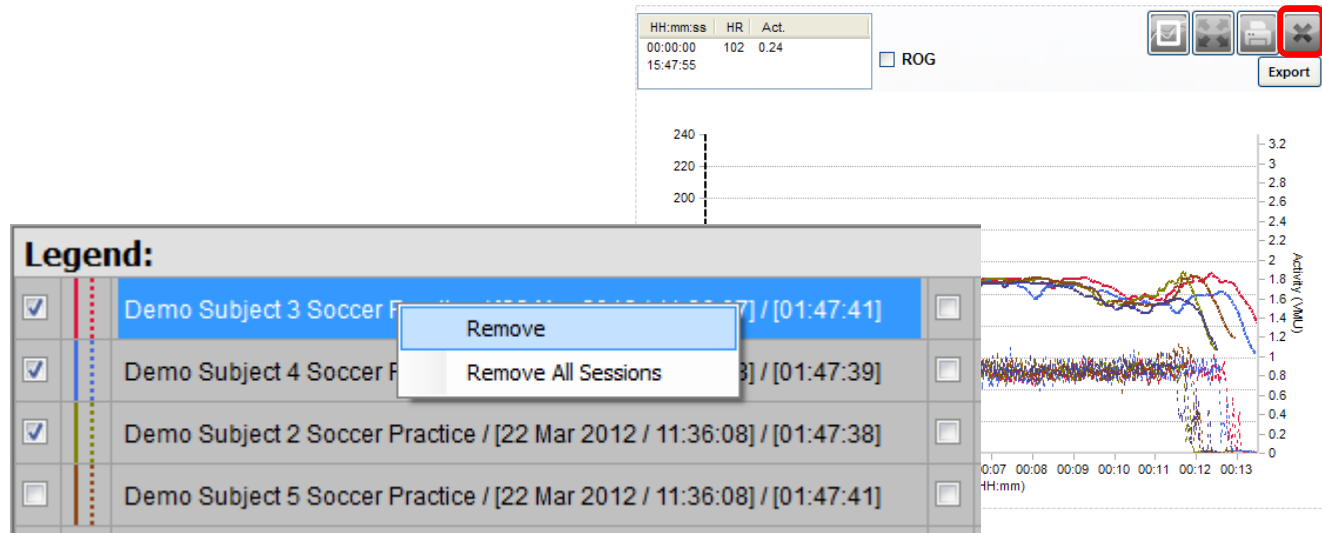 HH:mm:ss HR Act.
00:00:00 102 0.24
15:47:55
ROG
Export
240
220
200
3.2
3
2.8
2.6
2.4
2.2
2
1.8
1.6
1.4
1.2
1
0.8
0.6
0.4
0.2
0
Activity (VMU)
0:07 00:08 00:09 00:10 00:11 00:12 00:13
HH:mm)
Legend:
Demo Subject 3 Soccer 7] / [01:47:41]
Remove
Demo Subject 4 Soccer 3] / [01:47:39]
Remove All Sessions
Demo Subject 2 Soccer Practice / [22 Mar 2012 / 11:36:08] / [01:47:38]
Demo Subject 5 Soccer Practice / [22 Mar 2012 / 11:36:08] / [01:47:41]